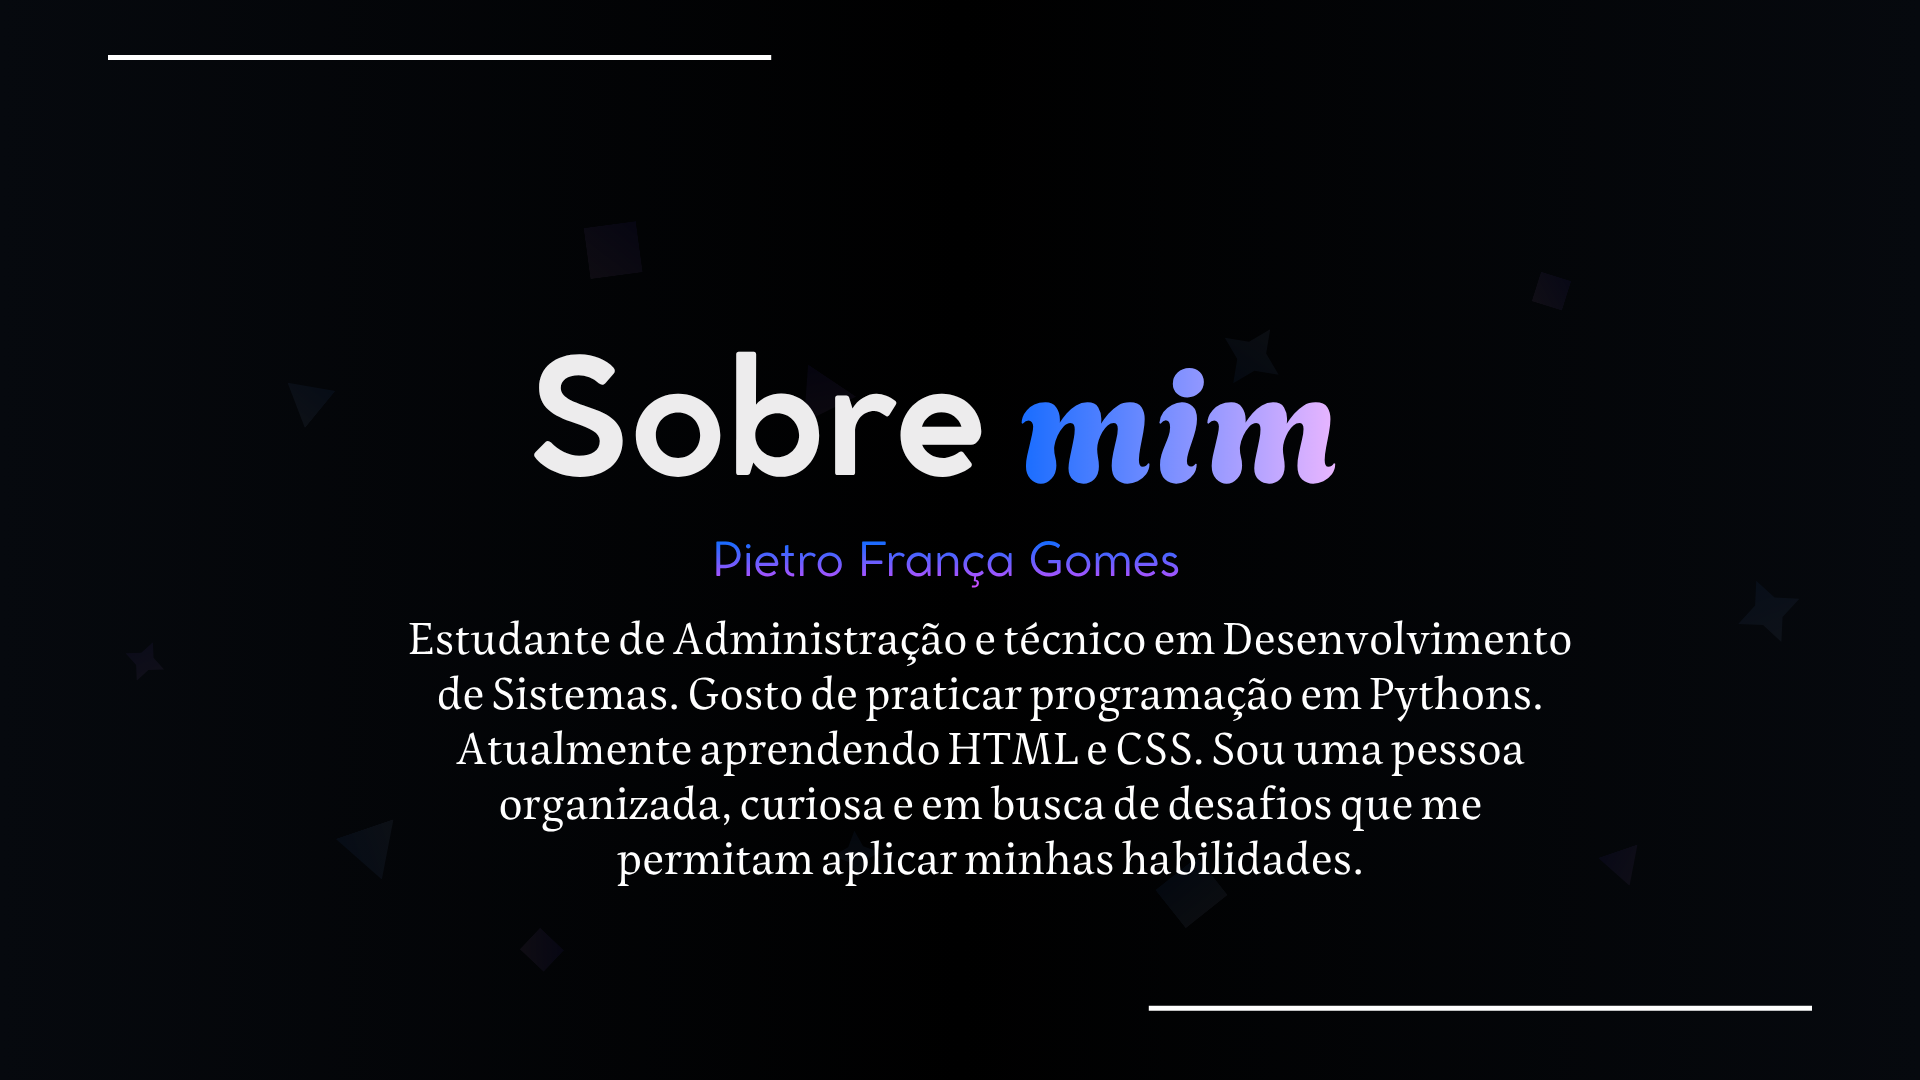 Sobre mim
Pietro França Gomes
Estudante de Administração e técnico em Desenvolvimento
de Sistemas. Gosto de praticar programação em Pythons.
Atualmente aprendendo HTML e CSS. Sou uma pessoa
organizada, curiosa e em busca de desafios que me
permitam aplicar minhas habilidades.